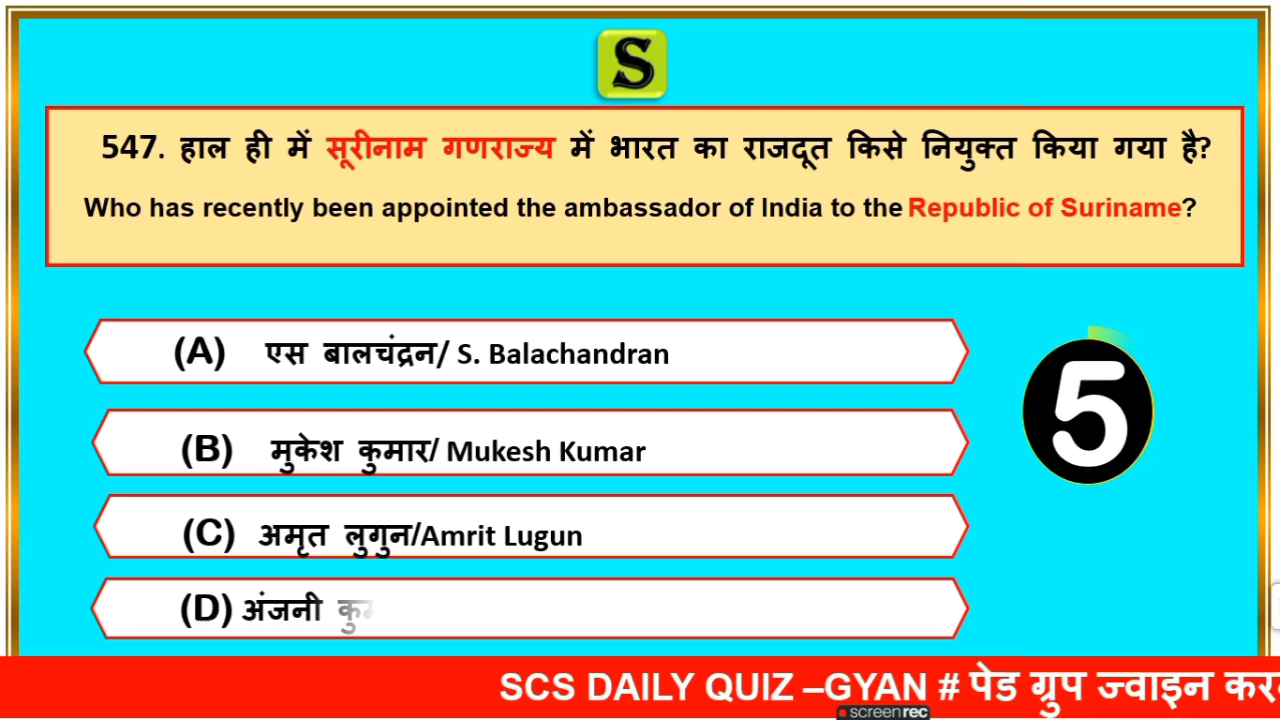 S
547. हाल ही में सूरीनाम गणराज्य में भारत का राजदूत किसे नियुक्त किया गया है?
Who has recently been appointed the ambassador of India to the Republic of Suriname?
(A) एस बालचंद्रन/ S. Balachandran
5
(B) मुकेश कुमार/ Mukesh Kumar
(C) अमृत लुगुन/Amrit Lugun
(D) अंजनी
SCS DAILY QUIZ –GYAN # पेड ग्रुप ज्वाइन
screenrec